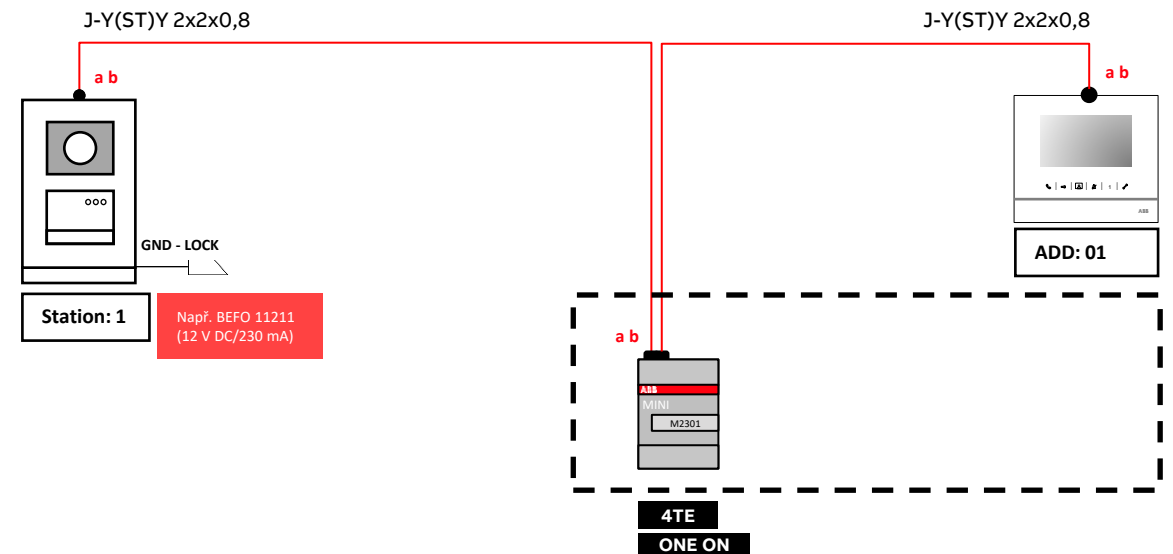 J-Y(ST)Y 2x2x0,8
J-Y(ST)Y 2x2x0,8
a b
a b
ABB
GND - LOCK
ADD: 01
Station: 1
Např. BEFO 11211
(12 V DC/230 mA)
a b
ABB
MINI
M2301
4TE
ONE ON